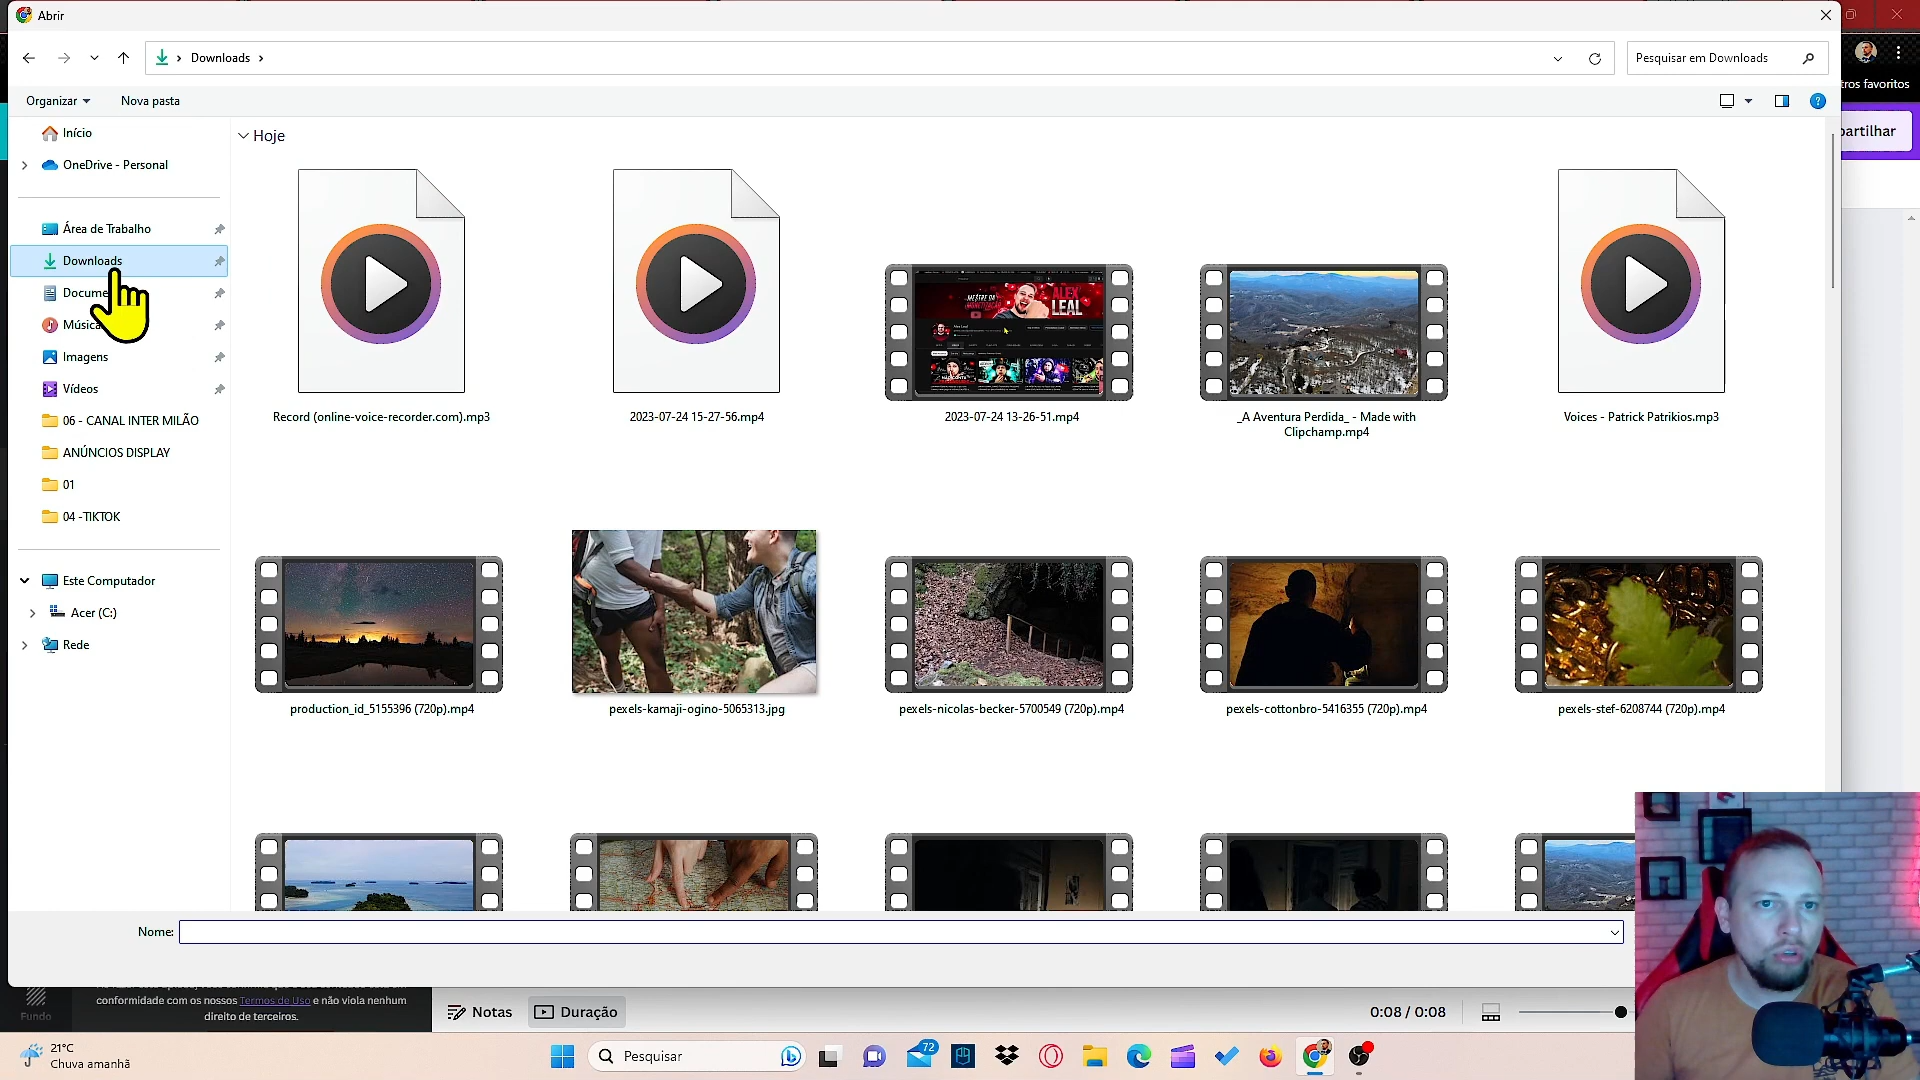 Abrir
Downloads
Pesquisar em Downloads
tros favoritos
Organizar
Nova pasta
partilhar
Início
OneDrive - Personal
Hoje
Área de Trabalho
Downloads
Docume
Música
Imagens
Vídeos
06 - CANAL INTER MILÃO
ANÚNCIOS DISPLAY
01
04 -TIKTOK
Este Computador
Acer (C:)
Rede
MESTRE DA
ALEX
LEAL
Record (online-voice-recorder.com).mp3
2023-07-24 15-27-56.mp4
2023-07-24 13-26-51.mp4
_A Aventura Perdida_ - Made with
Clipchamp.mp4
Voices - Patrick Patrikios.mp3
production_id_5155396 (720p).mp4
pexels-kamaji-ogino-5065313.jpg
pexels-nicolas-becker-5700549 (720p).mp4
pexels-cottonbro-5416355 (720p).mp4
pexels-stef-6208744 (720p).mp4
Nome:
conformidade com os nossos Termos de Uso e não viola nenhum
direito de terceiros.
Fundo
Notas
Duração
0:08 / 0:08
21°C
Chuva amanhã
Pesquisar
72